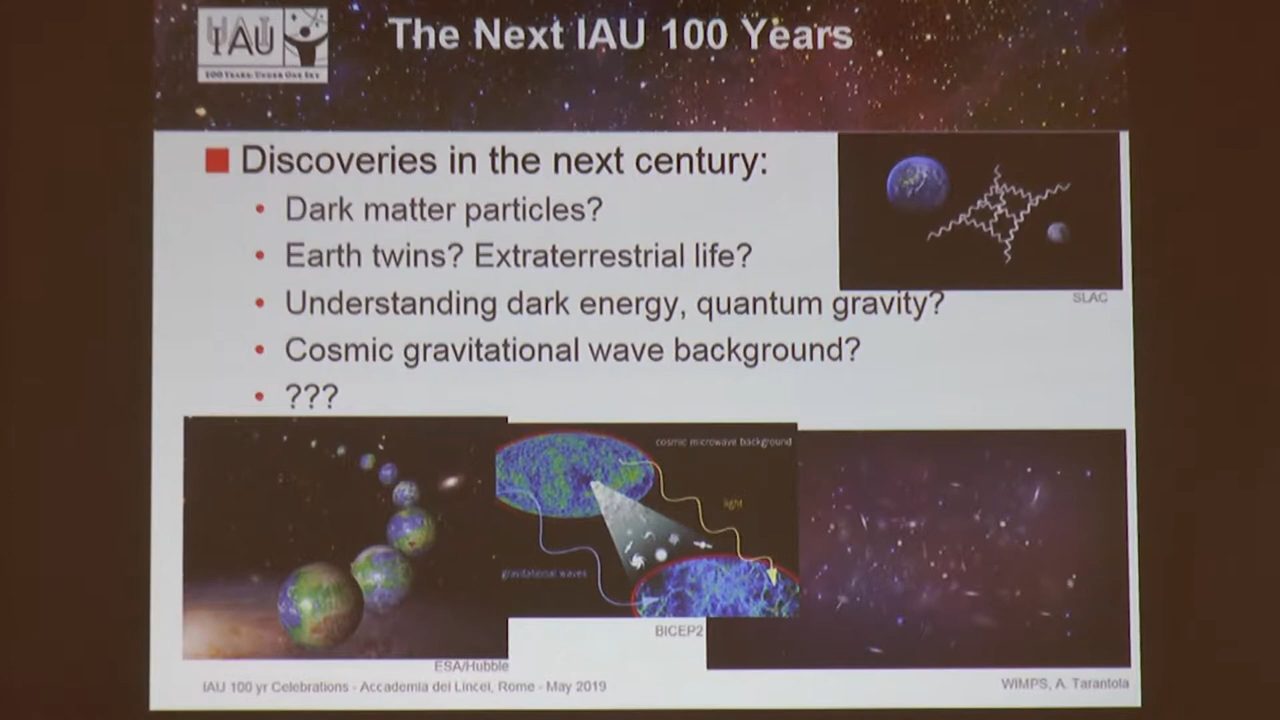 IAU
100 Years: Under One Sky
The Next IAU 100 Years
Discoveries in the next century:
Dark matter particles?
Earth twins? Extraterrestrial life?
Understanding dark energy, quantum gravity?
Cosmic gravitational wave background?
???
SLAC
cosmic microwave background
light
gravitational waves
BICEP2
ESA/Hubble
IAU 100 yr Celebrations - Accademia dei Lincei, Rome - May 2019
WIMPS, A. Tarantola